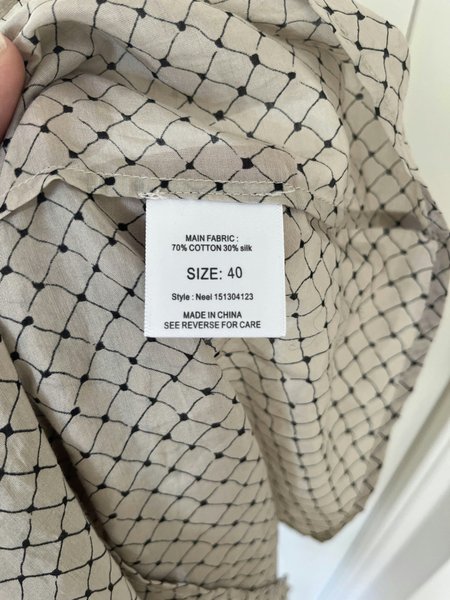 MAIN FABRIC :
70% COTTON 30% silk
SIZE: 40
Style : Neel 151304123
MADE IN CHINA
SEE REVERSE FOR CARE